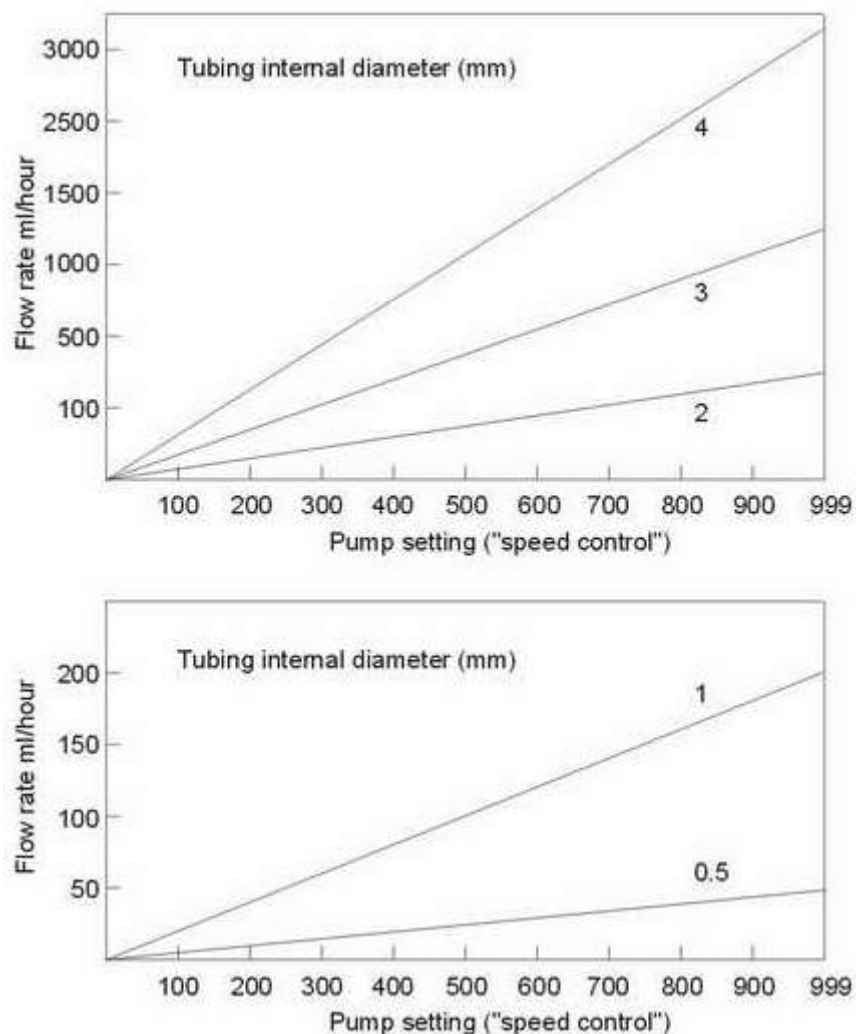 Tubing internal diameter (mm)
Flow rate ml/hour
3000
2500
1500
1000
500
100
4
3
2
100 200 300 400 500 600 700 800 900 999
Pump setting ("speed control")
Tubing internal diameter (mm)
Flow rate ml/hour
200
150
100
50
1
0.5
100 200 300 400 500 600 700 800 900 999
Pump setting ("speed control")